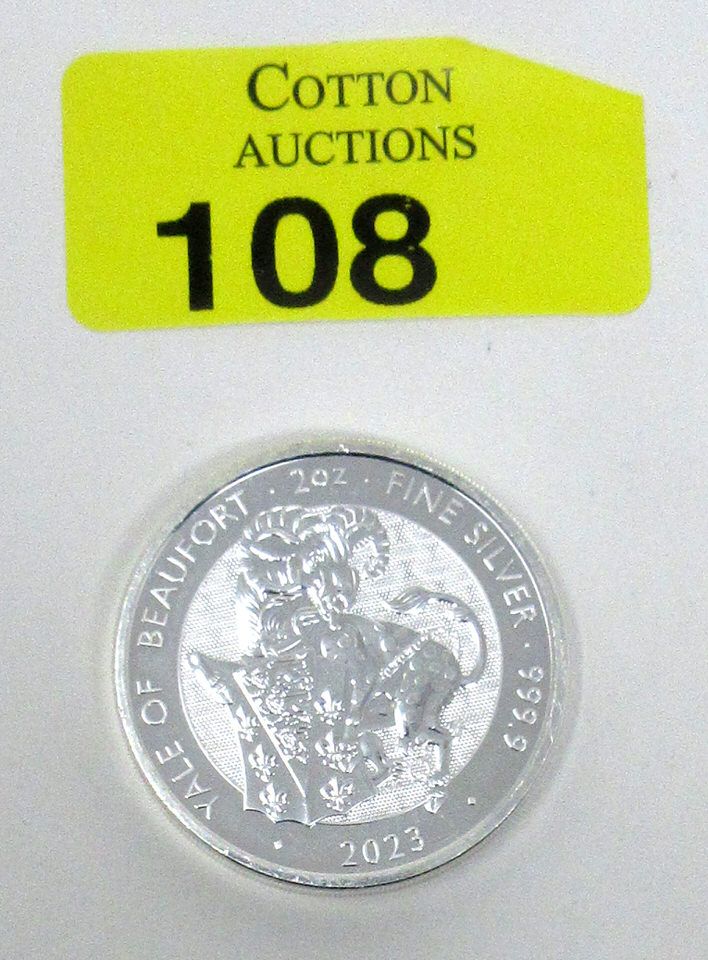 COTTON
AUCTIONS
108
YALE OF BEAUFORT · 2oz · FINE SILVER · 999.9
· 2023 ·